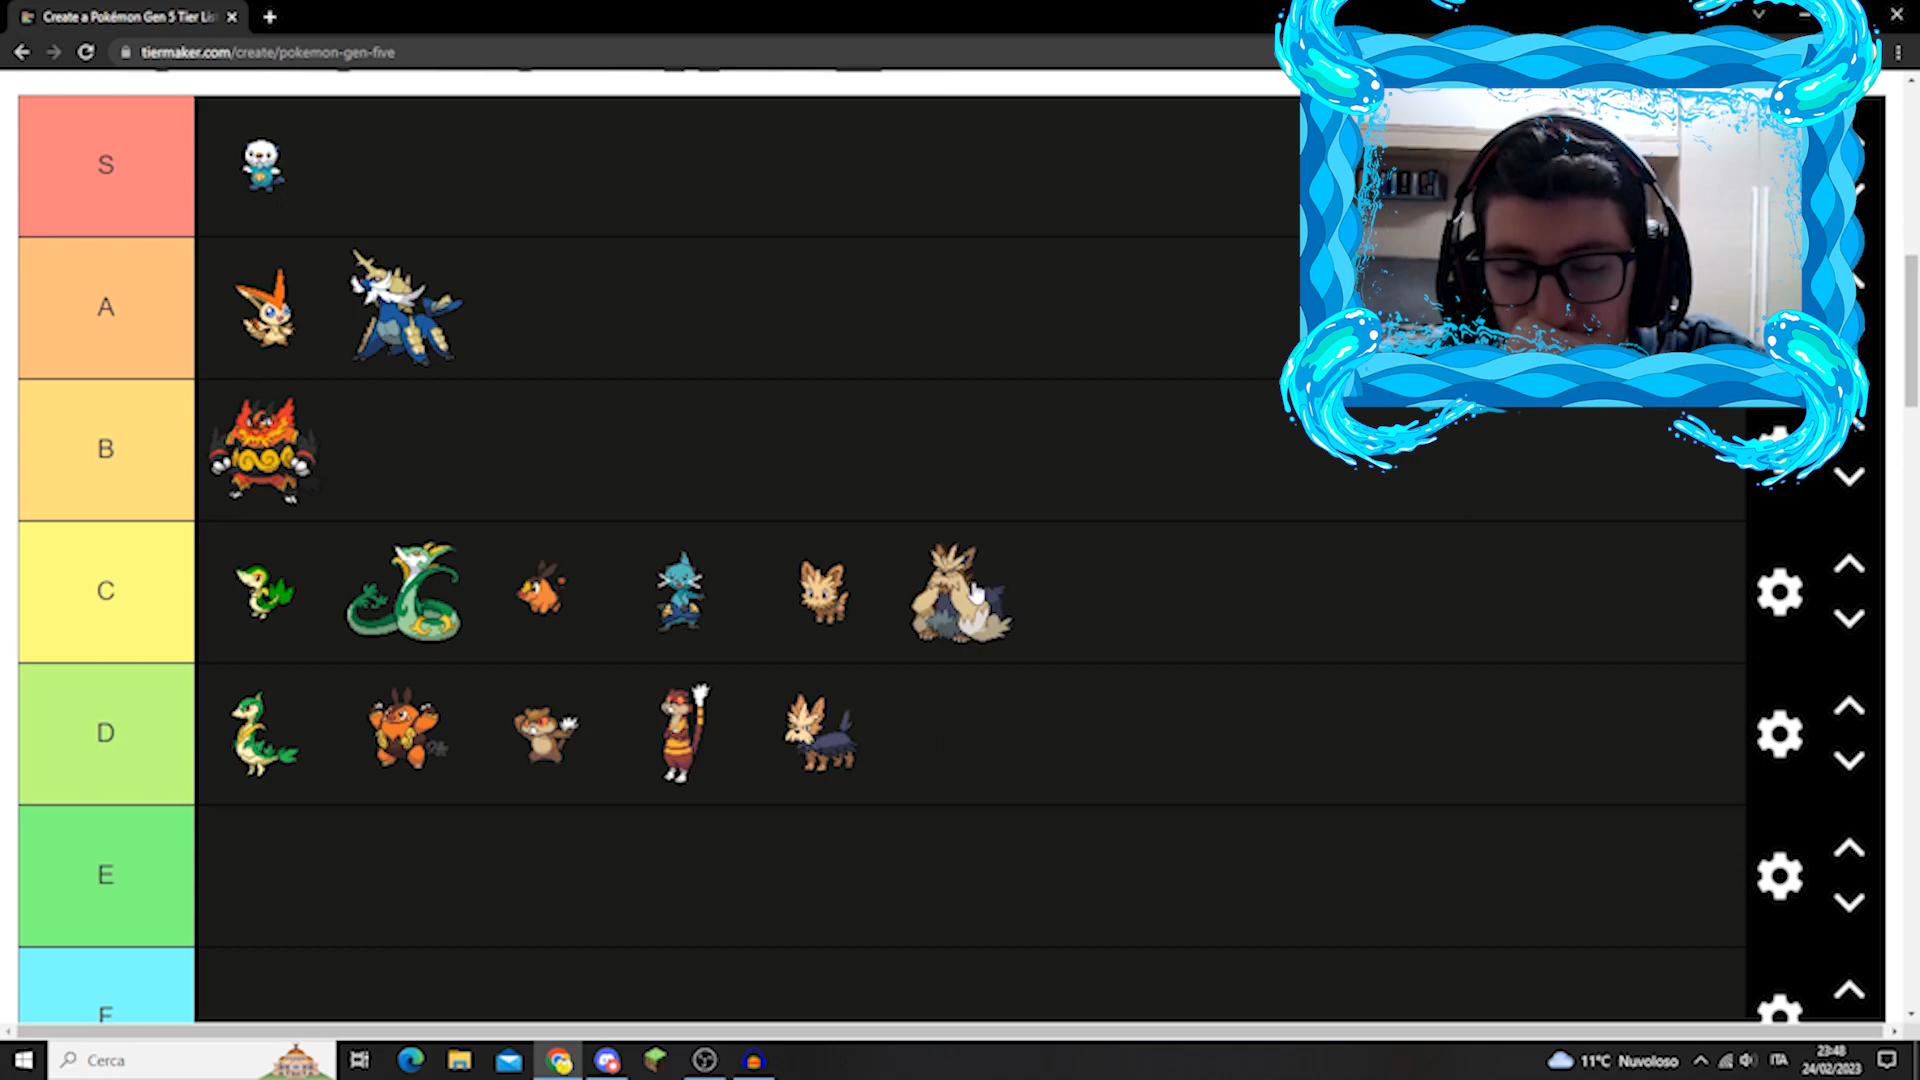 Create a Pokémon Gen 5 Tier Lis
tiermaker.com/create/pokemon-gen-five
S
A
B
C
D
E
F
Cerca
11°C Nuvoloso
ITA
23:48
24/02/2023